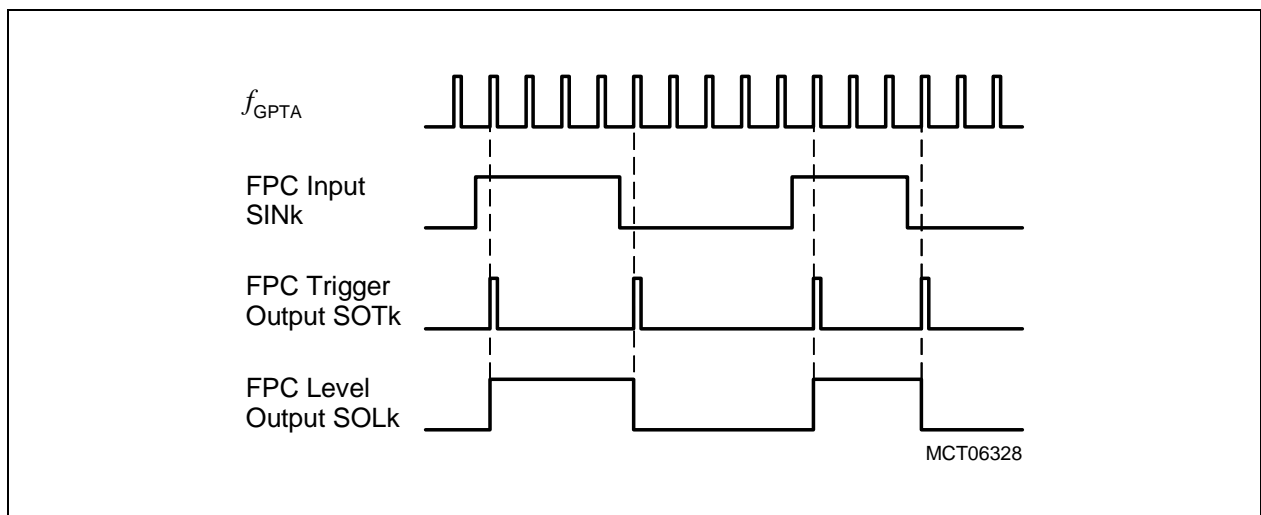 fGPTA
FPC Input
SINk
FPC Trigger
Output SOTk
FPC Level
Output SOLk
MCT06328